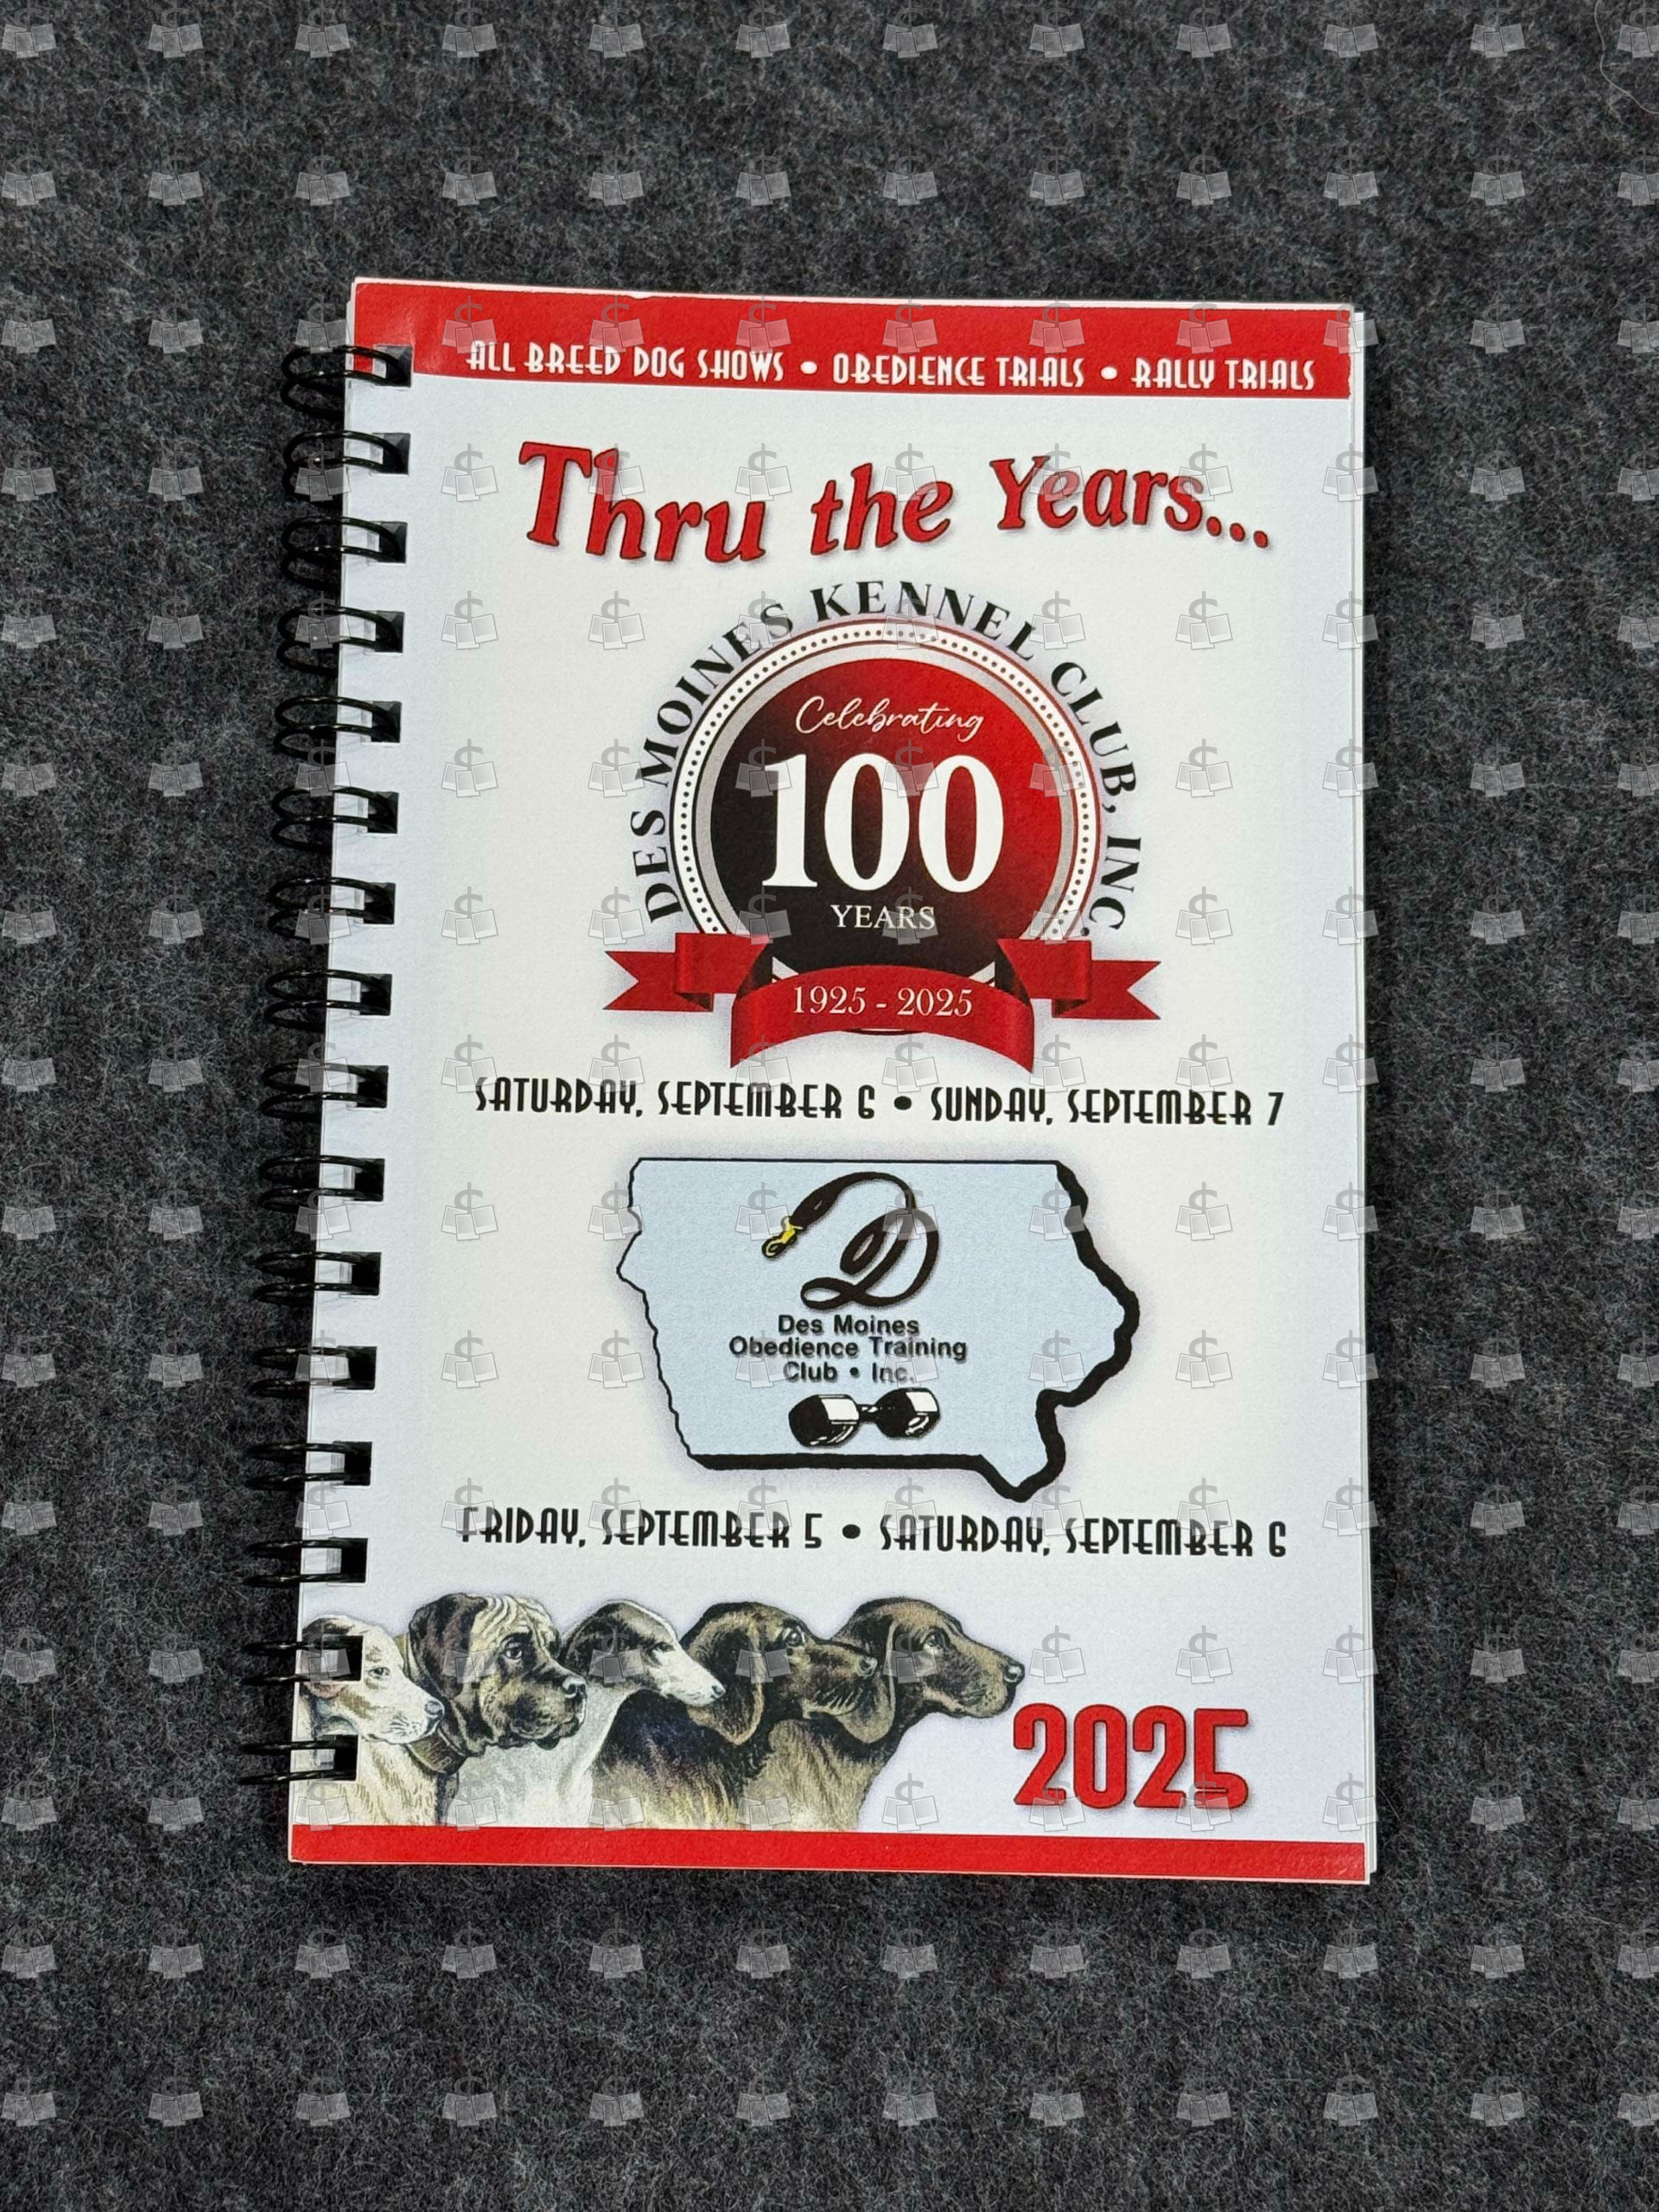 ALL BREED DOG SHOWS • OBEDIENCE TRIALS • RALLY TRIALS
Thru the Years...
DES MOINES KENNEL CLUB, INC.
Celebrating
100
YEARS
1925 - 2025
SATURDAY, SEPTEMBER 6 • SUNDAY, SEPTEMBER 7
D
Des Moines
Obedience Training
Club • Inc.
FRIDAY, SEPTEMBER 5 • SATURDAY, SEPTEMBER 6
2025